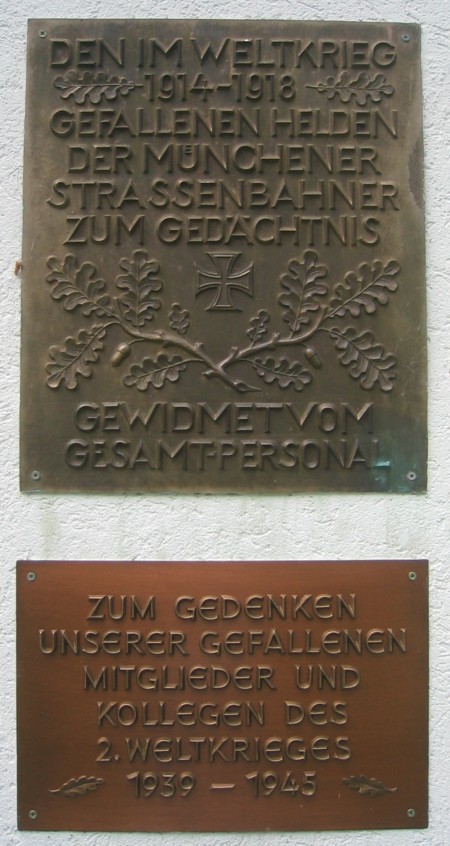 DEN IM WELTKRIEG
1914-1918
GEFALLENEN HELDEN
DER MÜNCHENER
STRASSENBAHNER
ZUM GEDÄCHTNIS
GEWIDMET VOM
GESAMT-PERSONAL
ZUM GEDENKEN
UNSERER GEFALLENEN
MITGLIEDER UND
KOLLEGEN DES
2. WELTKRIEGES
1939 – 1945